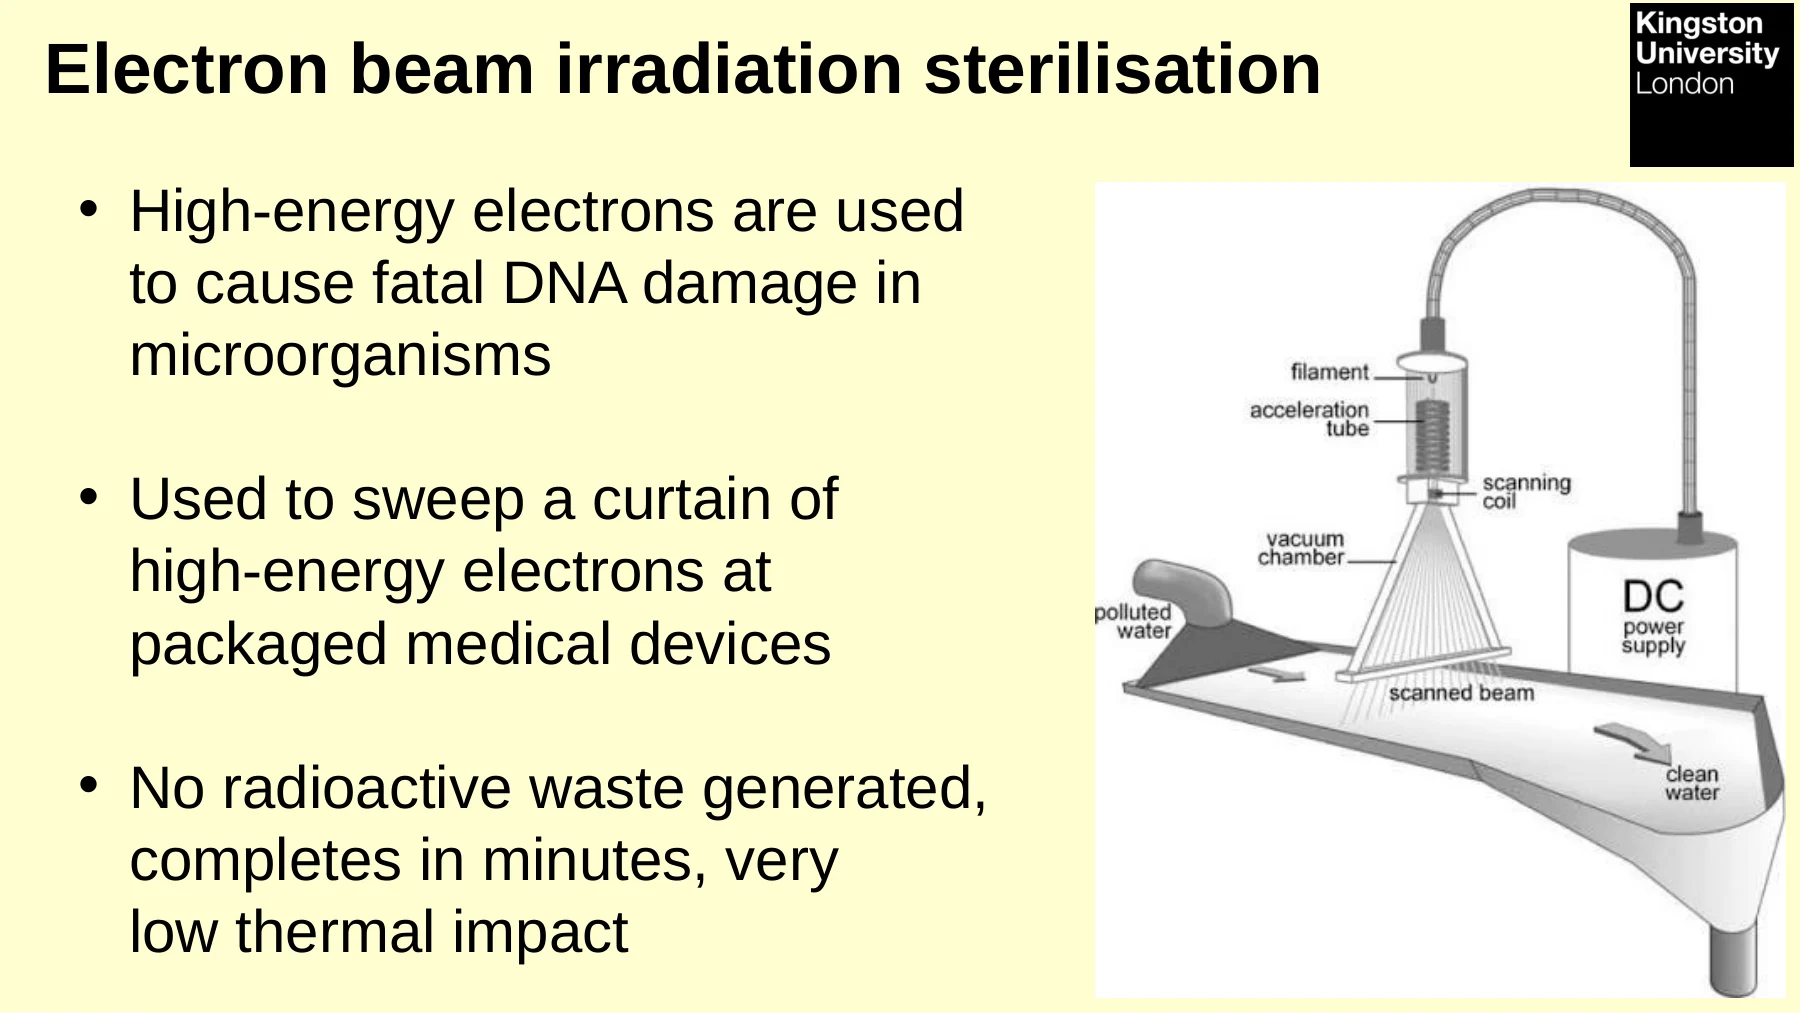 Electron beam irradiation sterilisation
Kingston
University
London
• High-energy electrons are used
to cause fatal DNA damage in
microorganisms
• Used to sweep a curtain of
high-energy electrons at
packaged medical devices
• No radioactive waste generated,
completes in minutes, very
low thermal impact
filament
acceleration
tube
scanning
coil
vacuum
chamber
polluted
water
DC
power
supply
scanned beam
clean
water